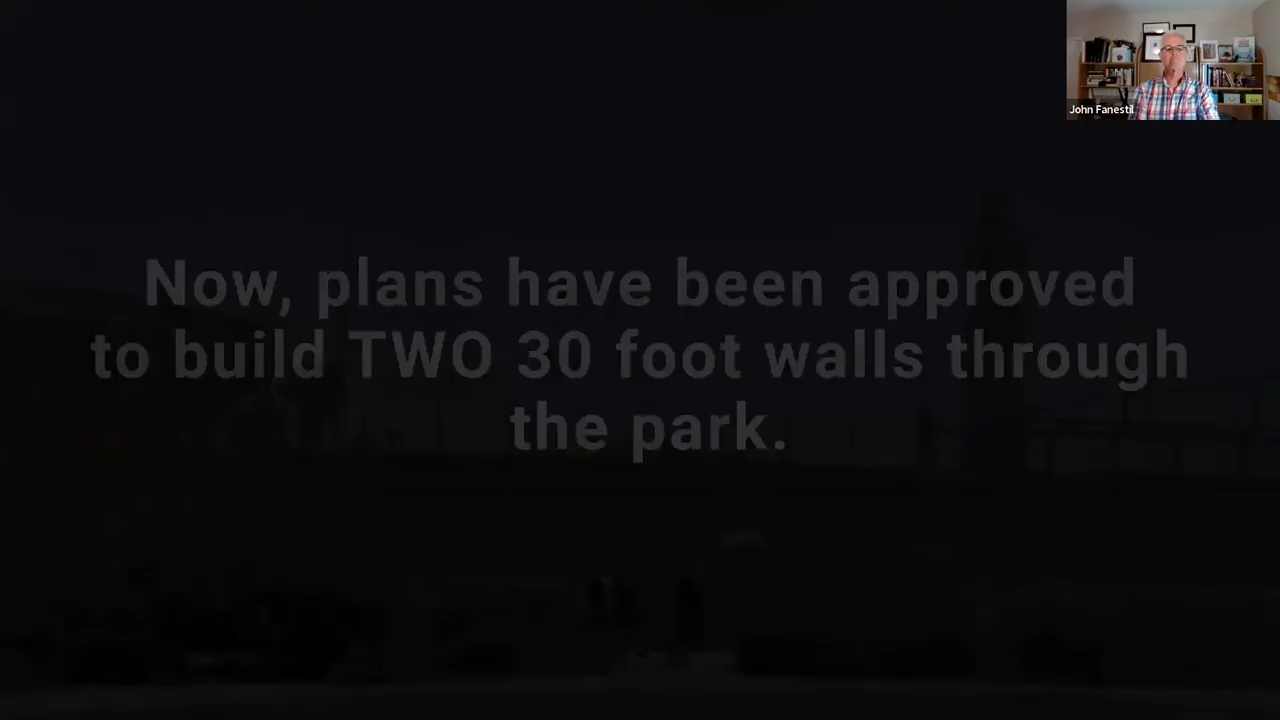 John Fanestil
Now, plans have been approved
to build TWO 30 foot walls through
the park.